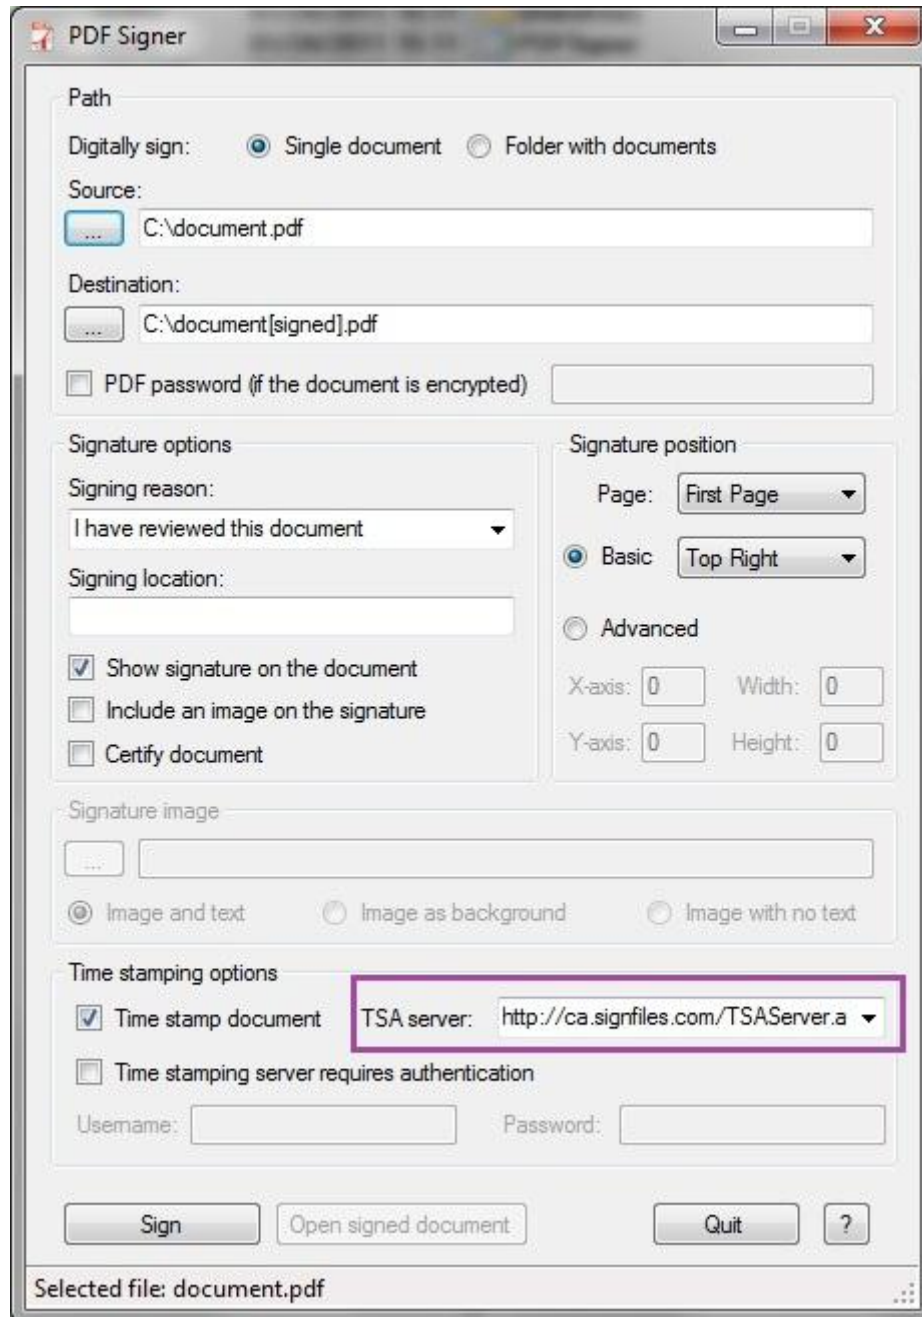 PDF Signer
Path
Digitally sign: Single document Folder with documents
Source:
... C:\document.pdf
Destination:
... C:\document[signed].pdf
PDF password (if the document is encrypted)
Signature options
Signing reason:
I have reviewed this document
Signing location:
Show signature on the document
Include an image on the signature
Certify document
Signature position
Page: First Page
Basic Top Right
Advanced
X-axis: 0 Width: 0
Y-axis: 0 Height: 0
Signature image
...
Image and text Image as background Image with no text
Time stamping options
Time stamp document TSA server: http://ca.signfiles.com/TSAServer.a
Time stamping server requires authentication
Username: Password:
Sign Open signed document Quit ?
Selected file: document.pdf